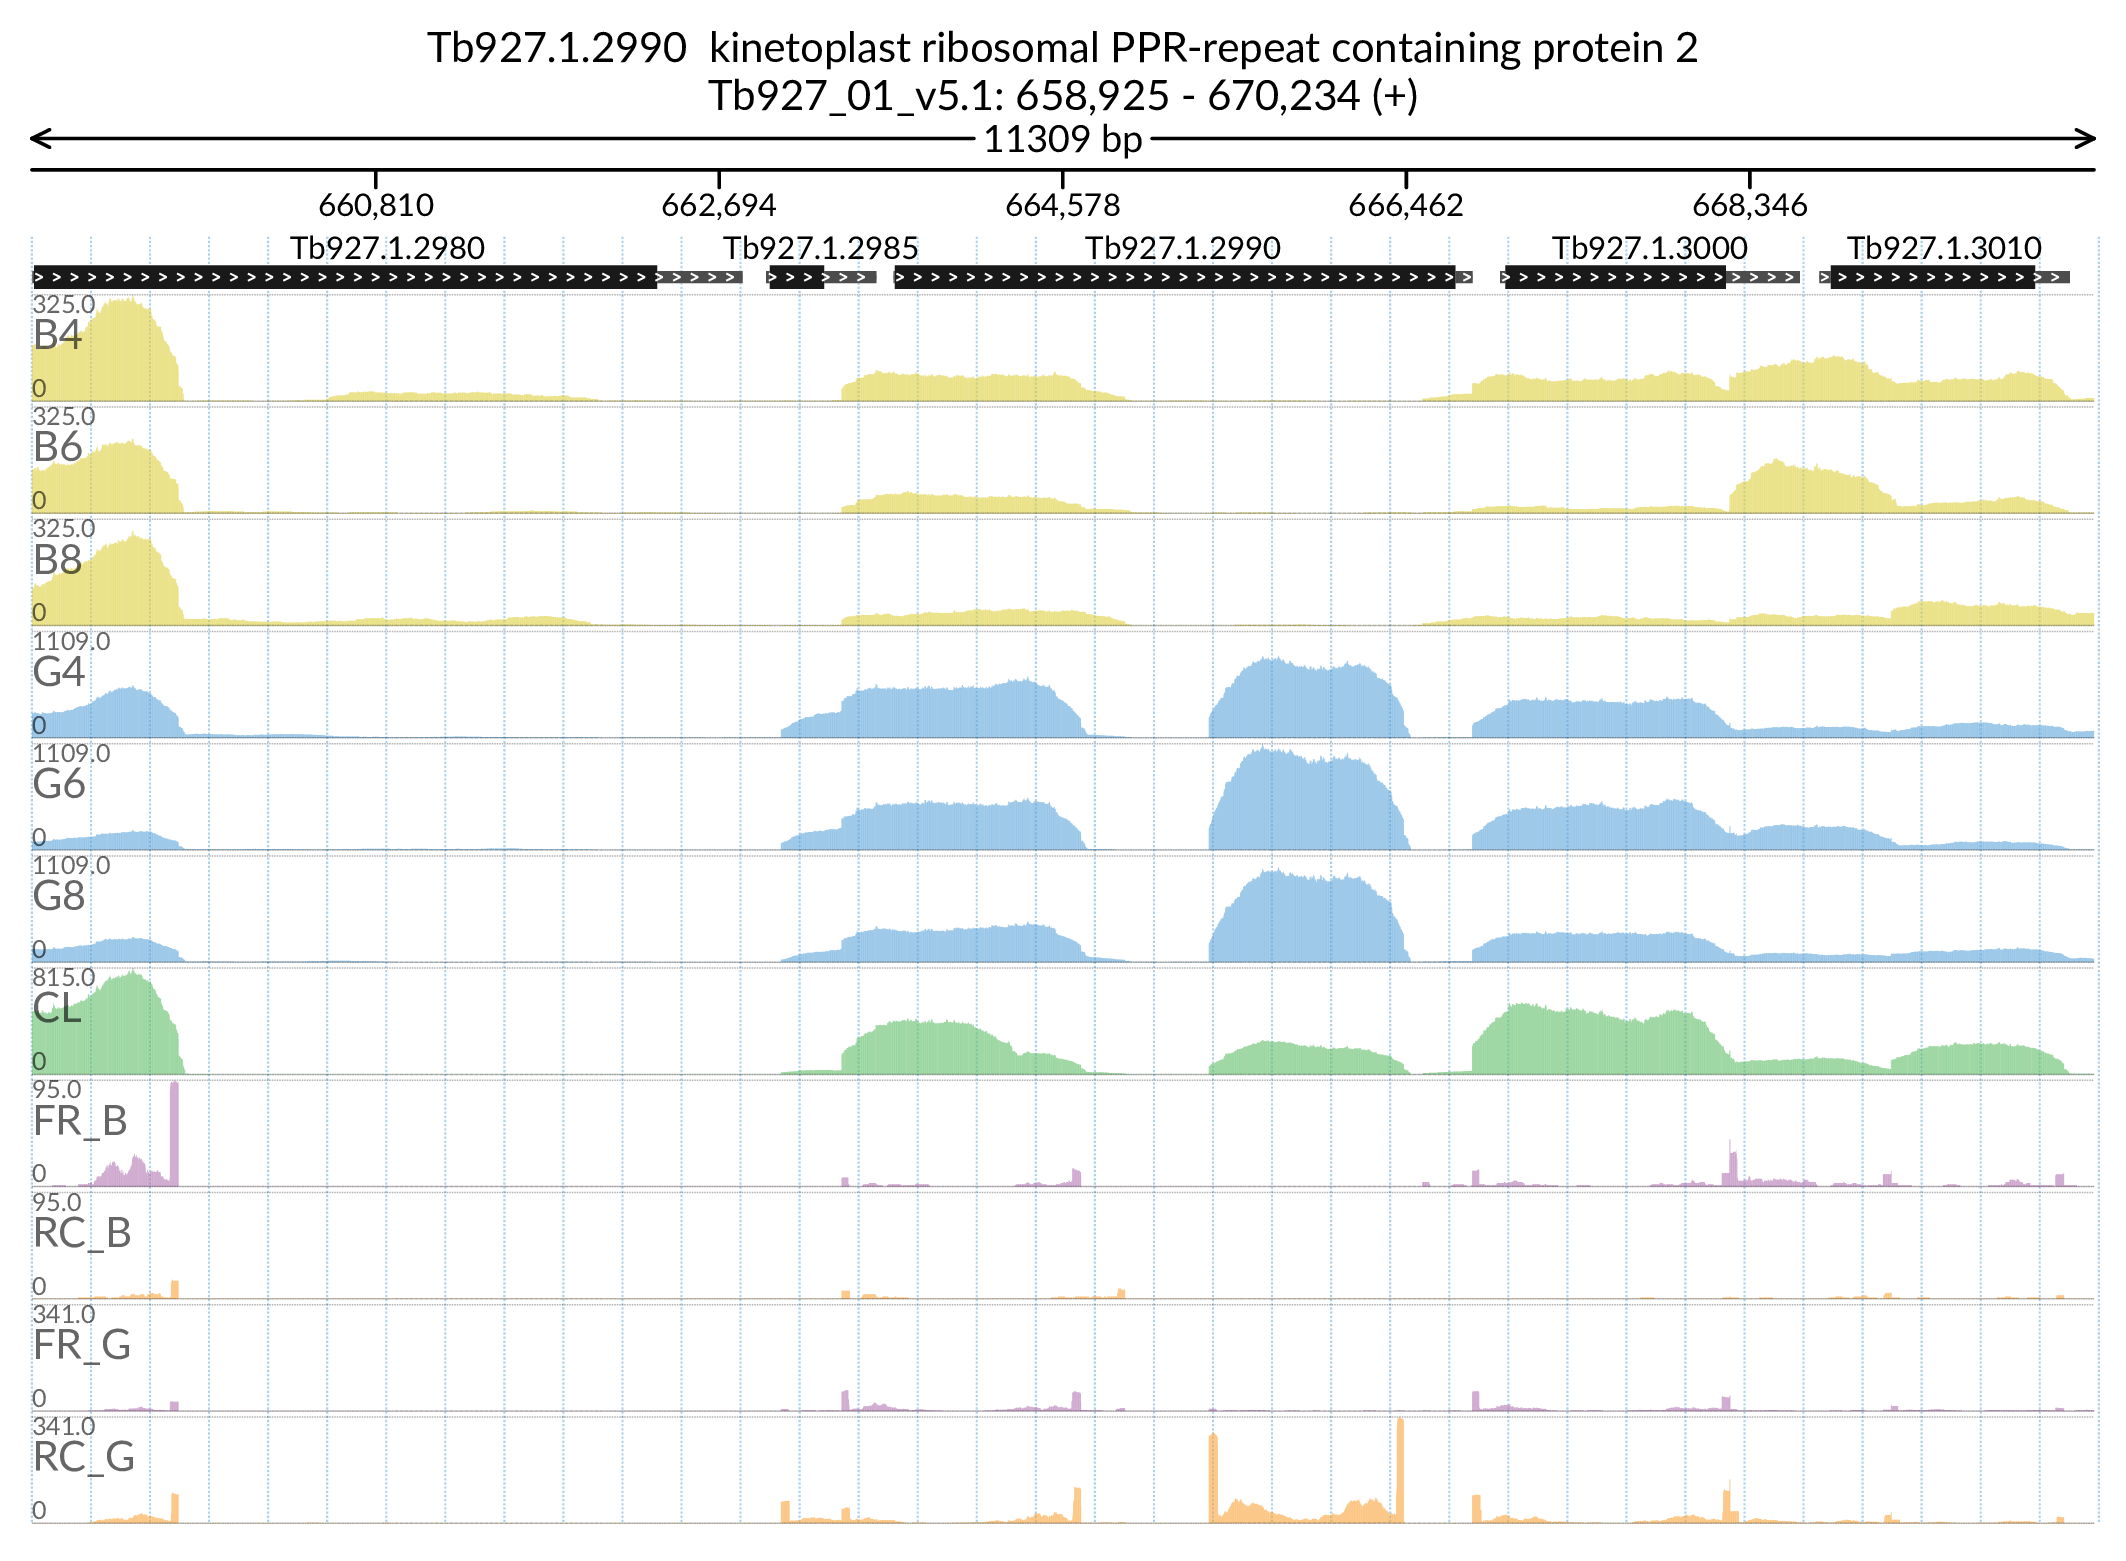 Tb927.1.2990  kinetoplast ribosomal PPR-repeat containing protein 2
Tb927_01_v5.1: 658,925 - 670,234 (+)
11309 bp
660,810 662,694 664,578 666,462 668,346
Tb927.1.2980 Tb927.1.2985 Tb927.1.2990 Tb927.1.3000 Tb927.1.3010
325.0
B4
0
325.0
B6
0
325.0
B8
0
1109.0
G4
0
1109.0
G6
0
1109.0
G8
0
815.0
CL
0
95.0
FR_B
0
95.0
RC_B
0
341.0
FR_G
0
341.0
RC_G
0